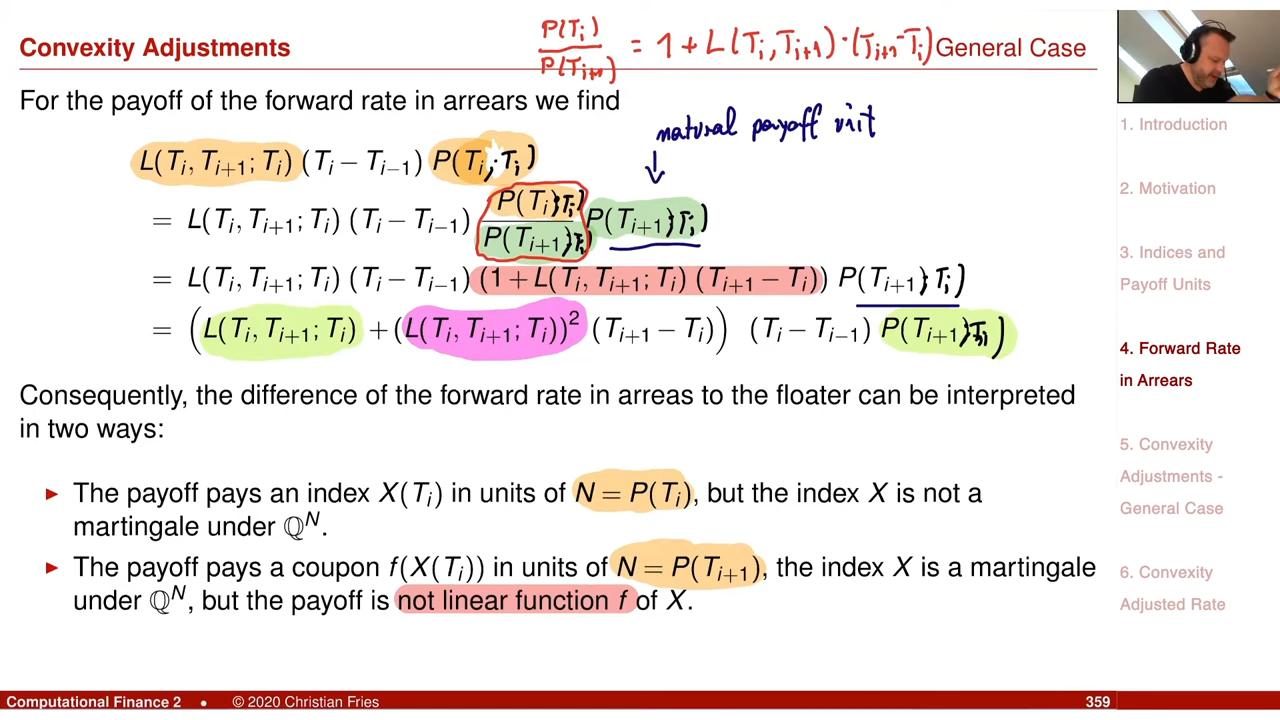 Convexity Adjustments
P(Tᵢ) / P(Tᵢ₊₁) = 1 + L(Tᵢ, Tᵢ₊₁) · (Tᵢ₊₁ - Tᵢ)
General Case
For the payoff of the forward rate in arrears we find
natural payoff unit
L(Tᵢ, Tᵢ₊₁; Tᵢ) (Tᵢ − Tᵢ₋₁) P(Tᵢ; Tᵢ)
= L(Tᵢ, Tᵢ₊₁; Tᵢ) (Tᵢ − Tᵢ₋₁) P(Tᵢ; Tᵢ) / P(Tᵢ₊₁; Tᵢ) P(Tᵢ₊₁; Tᵢ)
= L(Tᵢ, Tᵢ₊₁; Tᵢ) (Tᵢ − Tᵢ₋₁) (1 + L(Tᵢ, Tᵢ₊₁; Tᵢ) (Tᵢ₊₁ − Tᵢ)) P(Tᵢ₊₁; Tᵢ)
= (L(Tᵢ, Tᵢ₊₁; Tᵢ) + (L(Tᵢ, Tᵢ₊₁; Tᵢ))² (Tᵢ₊₁ − Tᵢ)) (Tᵢ − Tᵢ₋₁) P(Tᵢ₊₁; Tᵢ)
Consequently, the difference of the forward rate in arreas to the floater can be interpreted
in two ways:
▶ The payoff pays an index X(Tᵢ) in units of N = P(Tᵢ), but the index X is not a
martingale under ℚᴺ.
▶ The payoff pays a coupon f(X(Tᵢ)) in units of N = P(Tᵢ₊₁), the index X is a martingale
under ℚᴺ, but the payoff is not linear function f of X.
1. Introduction
2. Motivation
3. Indices and
Payoff Units
4. Forward Rate
in Arrears
5. Convexity
Adjustments -
General Case
6. Convexity
Adjusted Rate
Computational Finance 2 • © 2020 Christian Fries
359